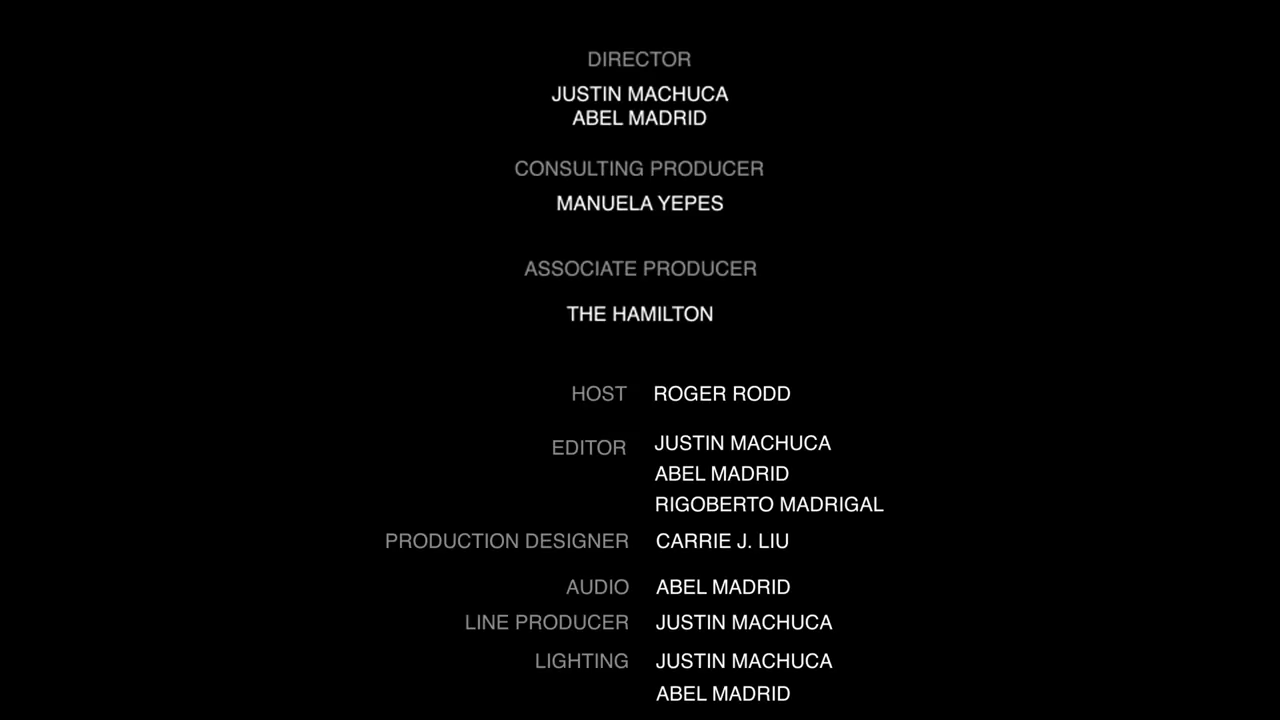 DIRECTOR
JUSTIN MACHUCA
ABEL MADRID
CONSULTING PRODUCER
MANUELA YEPES
ASSOCIATE PRODUCER
THE HAMILTON
HOST ROGER RODD
EDITOR JUSTIN MACHUCA
ABEL MADRID
RIGOBERTO MADRIGAL
PRODUCTION DESIGNER CARRIE J. LIU
AUDIO ABEL MADRID
LINE PRODUCER JUSTIN MACHUCA
LIGHTING JUSTIN MACHUCA
ABEL MADRID